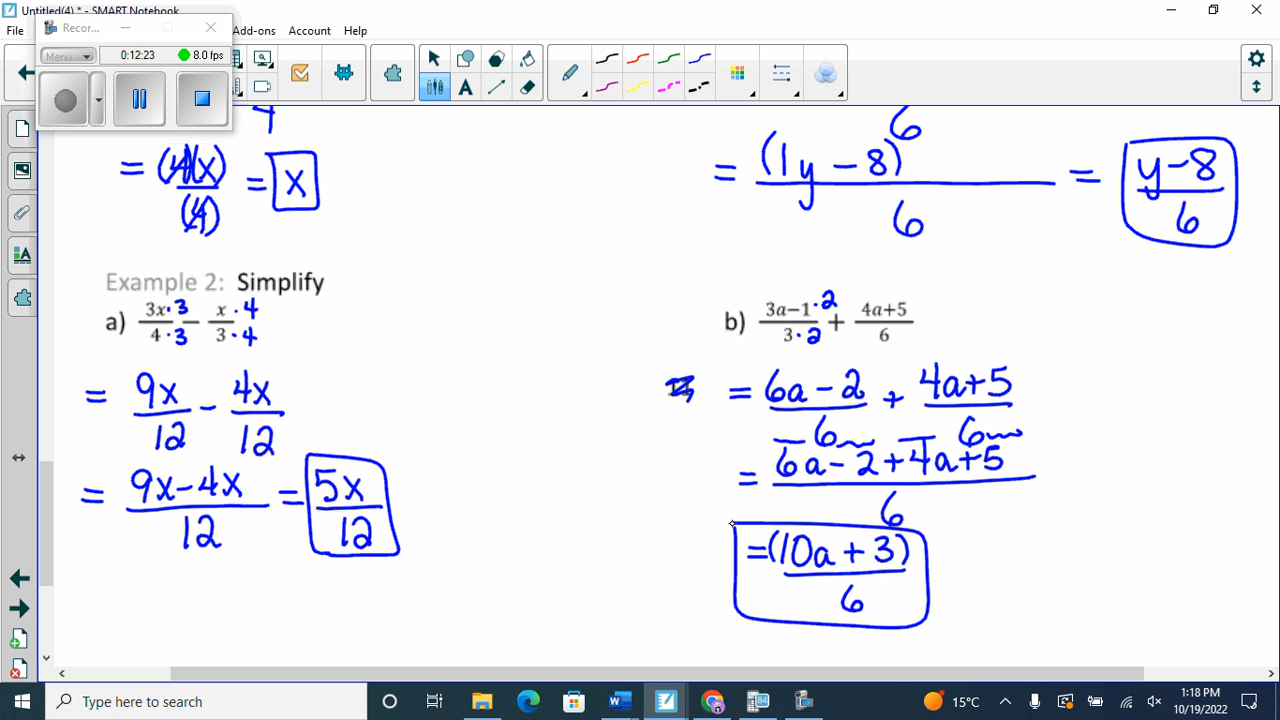 Untitled(4) * - SMART Notebook
Recor...
File
Add-ons Account Help
Menu
0:12:23
8.0 fps
4
= (4)(x)/(4) = x
6
= (1y - 8)/6 = y-8/6
Example 2: Simplify
a) 3x·3/4·3 − x·4/3·4
= 9x/12 - 4x/12
= 9x-4x/12 = 5x/12
b) 3a−1·2/3·2 + 4a+5/6
= 6a-2/6 + 4a+5/6
= 6a-2+4a+5/6
=(10a + 3)/6
Type here to search
15°C
1:18 PM
10/19/2022